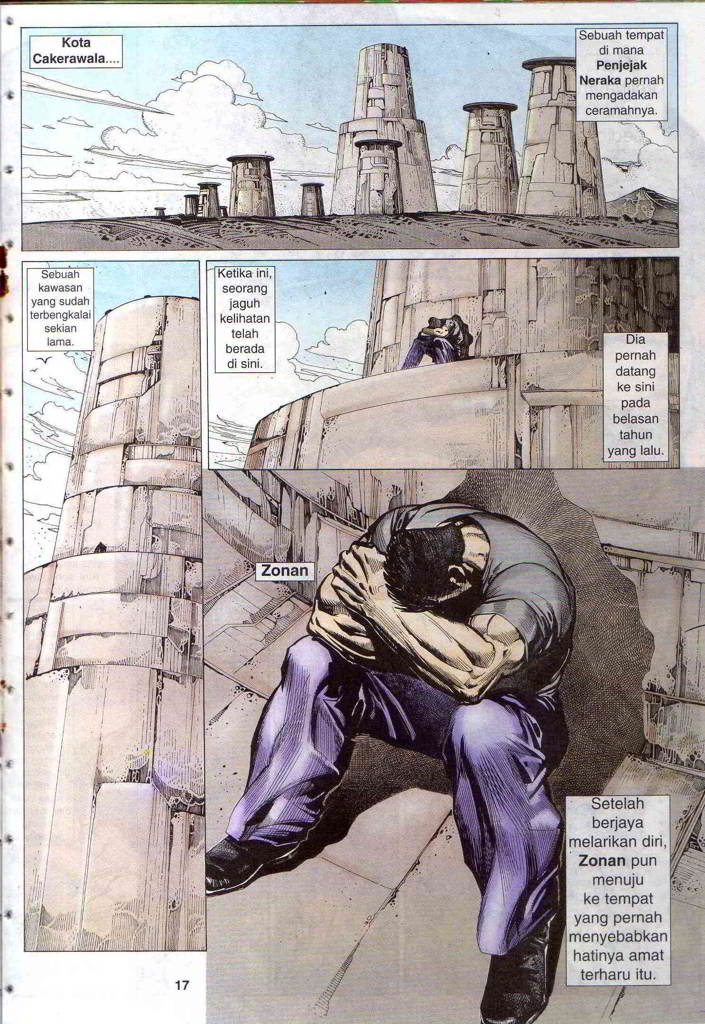 Kota
Cakerawala....
Sebuah tempat
di mana
Penjejak
Neraka pernah
mengadakan
ceramahnya.
Sebuah
kawasan
yang sudah
terbengkalai
sekian
lama.
Ketika ini,
seorang
jaguh
kelihatan
telah
berada
di sini.
Dia
pernah
datang
ke sini
pada
belasan
tahun
yang lalu.
Zonan
Setelah
berjaya
melarikan diri,
Zonan pun
menuju
ke tempat
yang pernah
menyebabkan
hatinya amat
terharu itu.
17